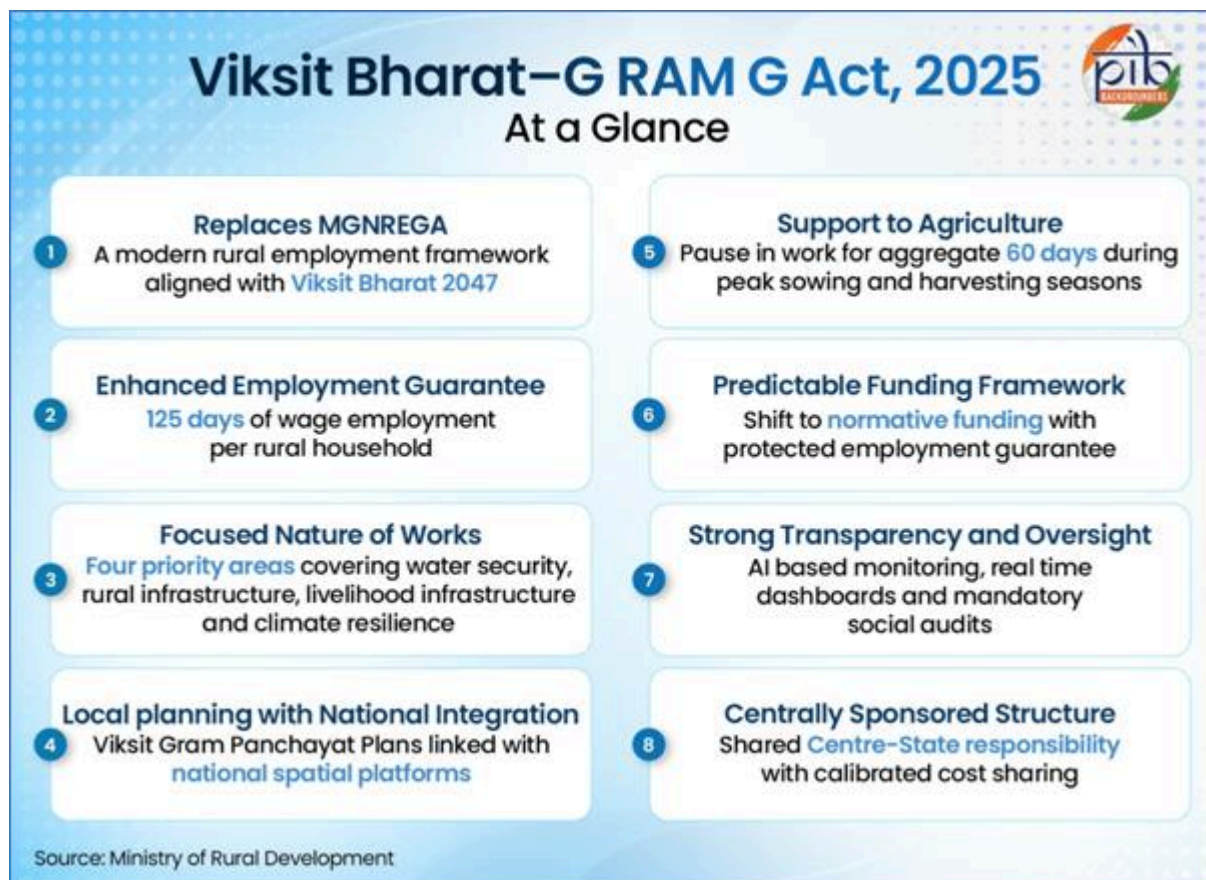 Viksit Bharat–G RAM G Act, 2025
At a Glance
pib
BACKGROUNDERS
1
Replaces MGNREGA
A modern rural employment framework
aligned with Viksit Bharat 2047
2
Enhanced Employment Guarantee
125 days of wage employment
per rural household
3
Focused Nature of Works
Four priority areas covering water security,
rural infrastructure, livelihood infrastructure
and climate resilience
4
Local planning with National Integration
Viksit Gram Panchayat Plans linked with
national spatial platforms
5
Support to Agriculture
Pause in work for aggregate 60 days during
peak sowing and harvesting seasons
6
Predictable Funding Framework
Shift to normative funding with
protected employment guarantee
7
Strong Transparency and Oversight
AI based monitoring, real time
dashboards and mandatory
social audits
8
Centrally Sponsored Structure
Shared Centre-State responsibility
with calibrated cost sharing
Source: Ministry of Rural Development